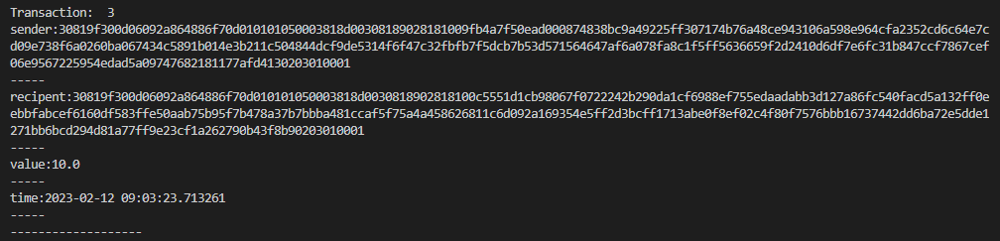 Transaction:  3
sender:30819f300d06092a864886f70d010101050003818d00308189028181009fb4a7f50ead000874838bc9a49225ff307174b76a48ce943106a598e964cfa2352cd6c64e7c
d09e738f6a0260ba067434c5891b014e3b211c504844dcf9de5314f6f47c32fbfb7f5dcb7b53d571564647af6a078fa8c1f5ff5636659f2d2410d6df7e6fc31b847ccf7867cef
06e9567225954edad5a09747682181177afd4130203010001
-----
recipent:30819f300d06092a864886f70d010101050003818d0030818902818100c5551d1cb98067f0722242b290da1cf6988ef755edaadabb3d127a86fc540facd5a132ff0e
ebbfabcef6160df583ffe50aab75b95f7b478a37b7bbba481ccaf5f75a4a458626811c6d092a169354e5ff2d3bcff1713abe0f8ef02c4f80f7576bbb16737442dd6ba72e5dde1
271bb6bcd294d81a77ff9e23cf1a262790b43f8b90203010001
-----
value:10.0
-----
time:2023-02-12 09:03:23.713261
-----
-------------------